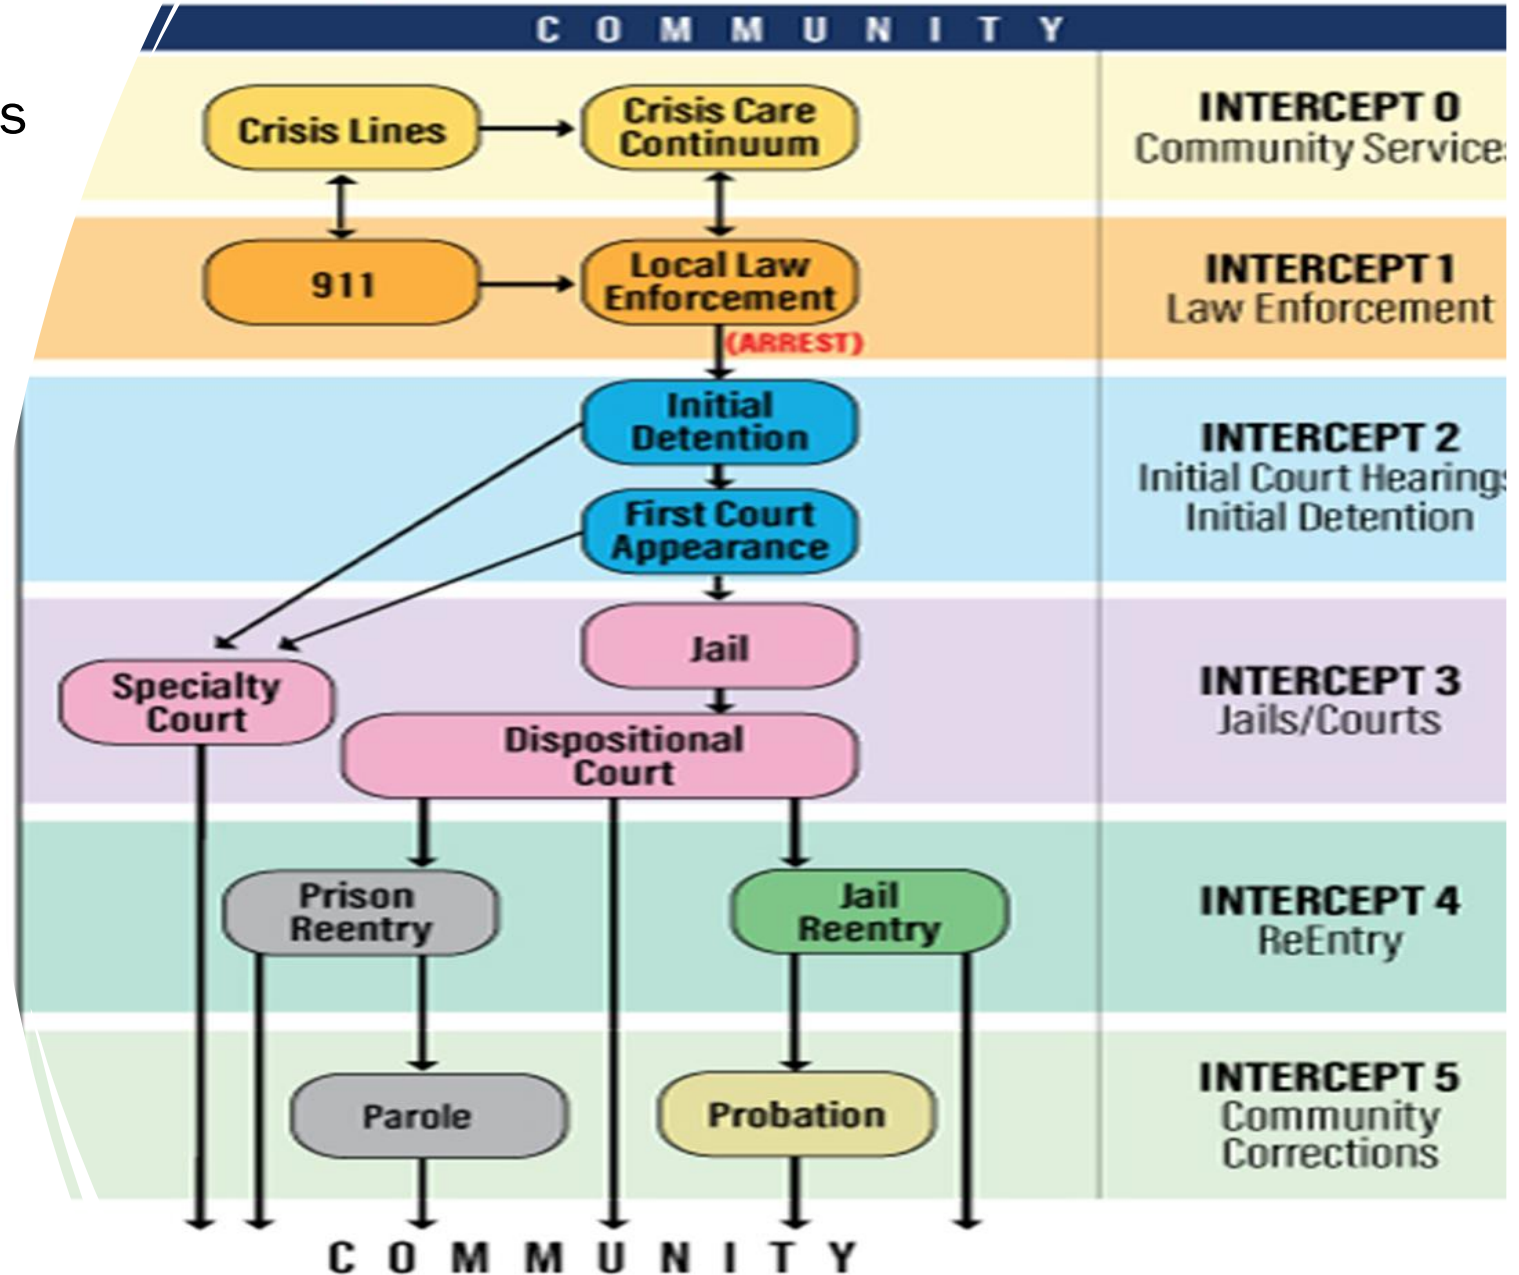 COMMUNITY
s
Crisis Lines
Crisis Care
Continuum
INTERCEPT 0
Community Services
911
Local Law
Enforcement
(ARREST)
INTERCEPT 1
Law Enforcement
Initial
Detention
First Court
Appearance
INTERCEPT 2
Initial Court Hearings
Initial Detention
Specialty
Court
Jail
Dispositional
Court
INTERCEPT 3
Jails/Courts
Prison
Reentry
Jail
Reentry
INTERCEPT 4
ReEntry
Parole
Probation
INTERCEPT 5
Community
Corrections
COMMUNITY